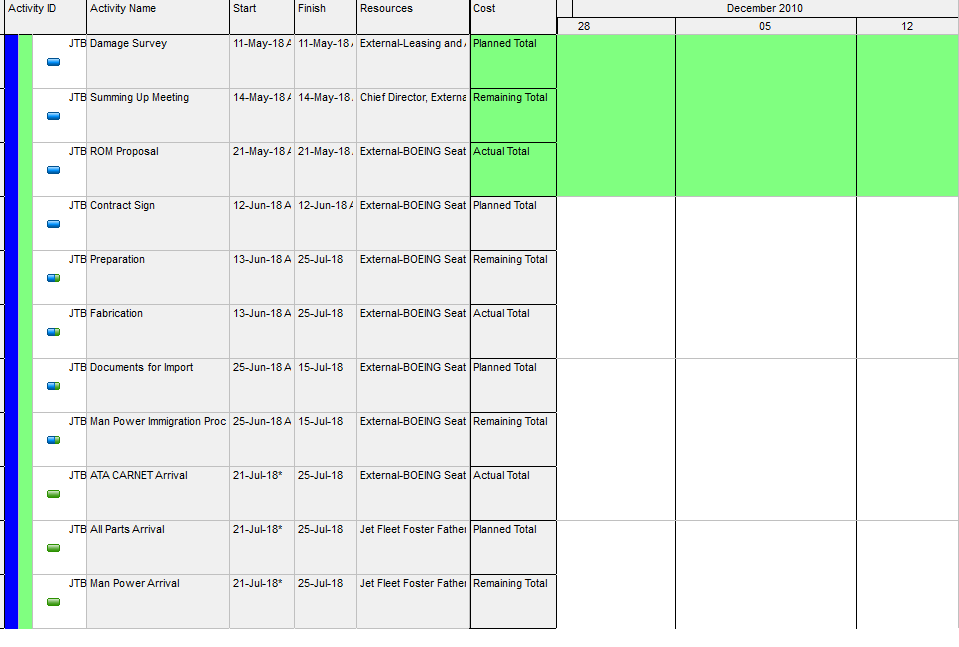 Activity ID Activity Name Start Finish Resources Cost December 2010
28 05 12
JTB Damage Survey 11-May-18 A 11-May-18 External-Leasing and Planned Total
JTB Summing Up Meeting 14-May-18 A 14-May-18 Chief Director, Externa Remaining Total
JTB ROM Proposal 21-May-18 A 21-May-18 External-BOEING Seat Actual Total
JTB Contract Sign 12-Jun-18 A 12-Jun-18 A External-BOEING Seat Planned Total
JTB Preparation 13-Jun-18 A 25-Jul-18 External-BOEING Seat Remaining Total
JTB Fabrication 13-Jun-18 A 25-Jul-18 External-BOEING Seat Actual Total
JTB Documents for Import 25-Jun-18 A 15-Jul-18 External-BOEING Seat Planned Total
JTB Man Power Immigration Proc 25-Jun-18 A 15-Jul-18 External-BOEING Seat Remaining Total
JTB ATA CARNET Arrival 21-Jul-18* 25-Jul-18 External-BOEING Seat Actual Total
JTB All Parts Arrival 21-Jul-18* 25-Jul-18 Jet Fleet Foster Father Planned Total
JTB Man Power Arrival 21-Jul-18* 25-Jul-18 Jet Fleet Foster Father Remaining Total